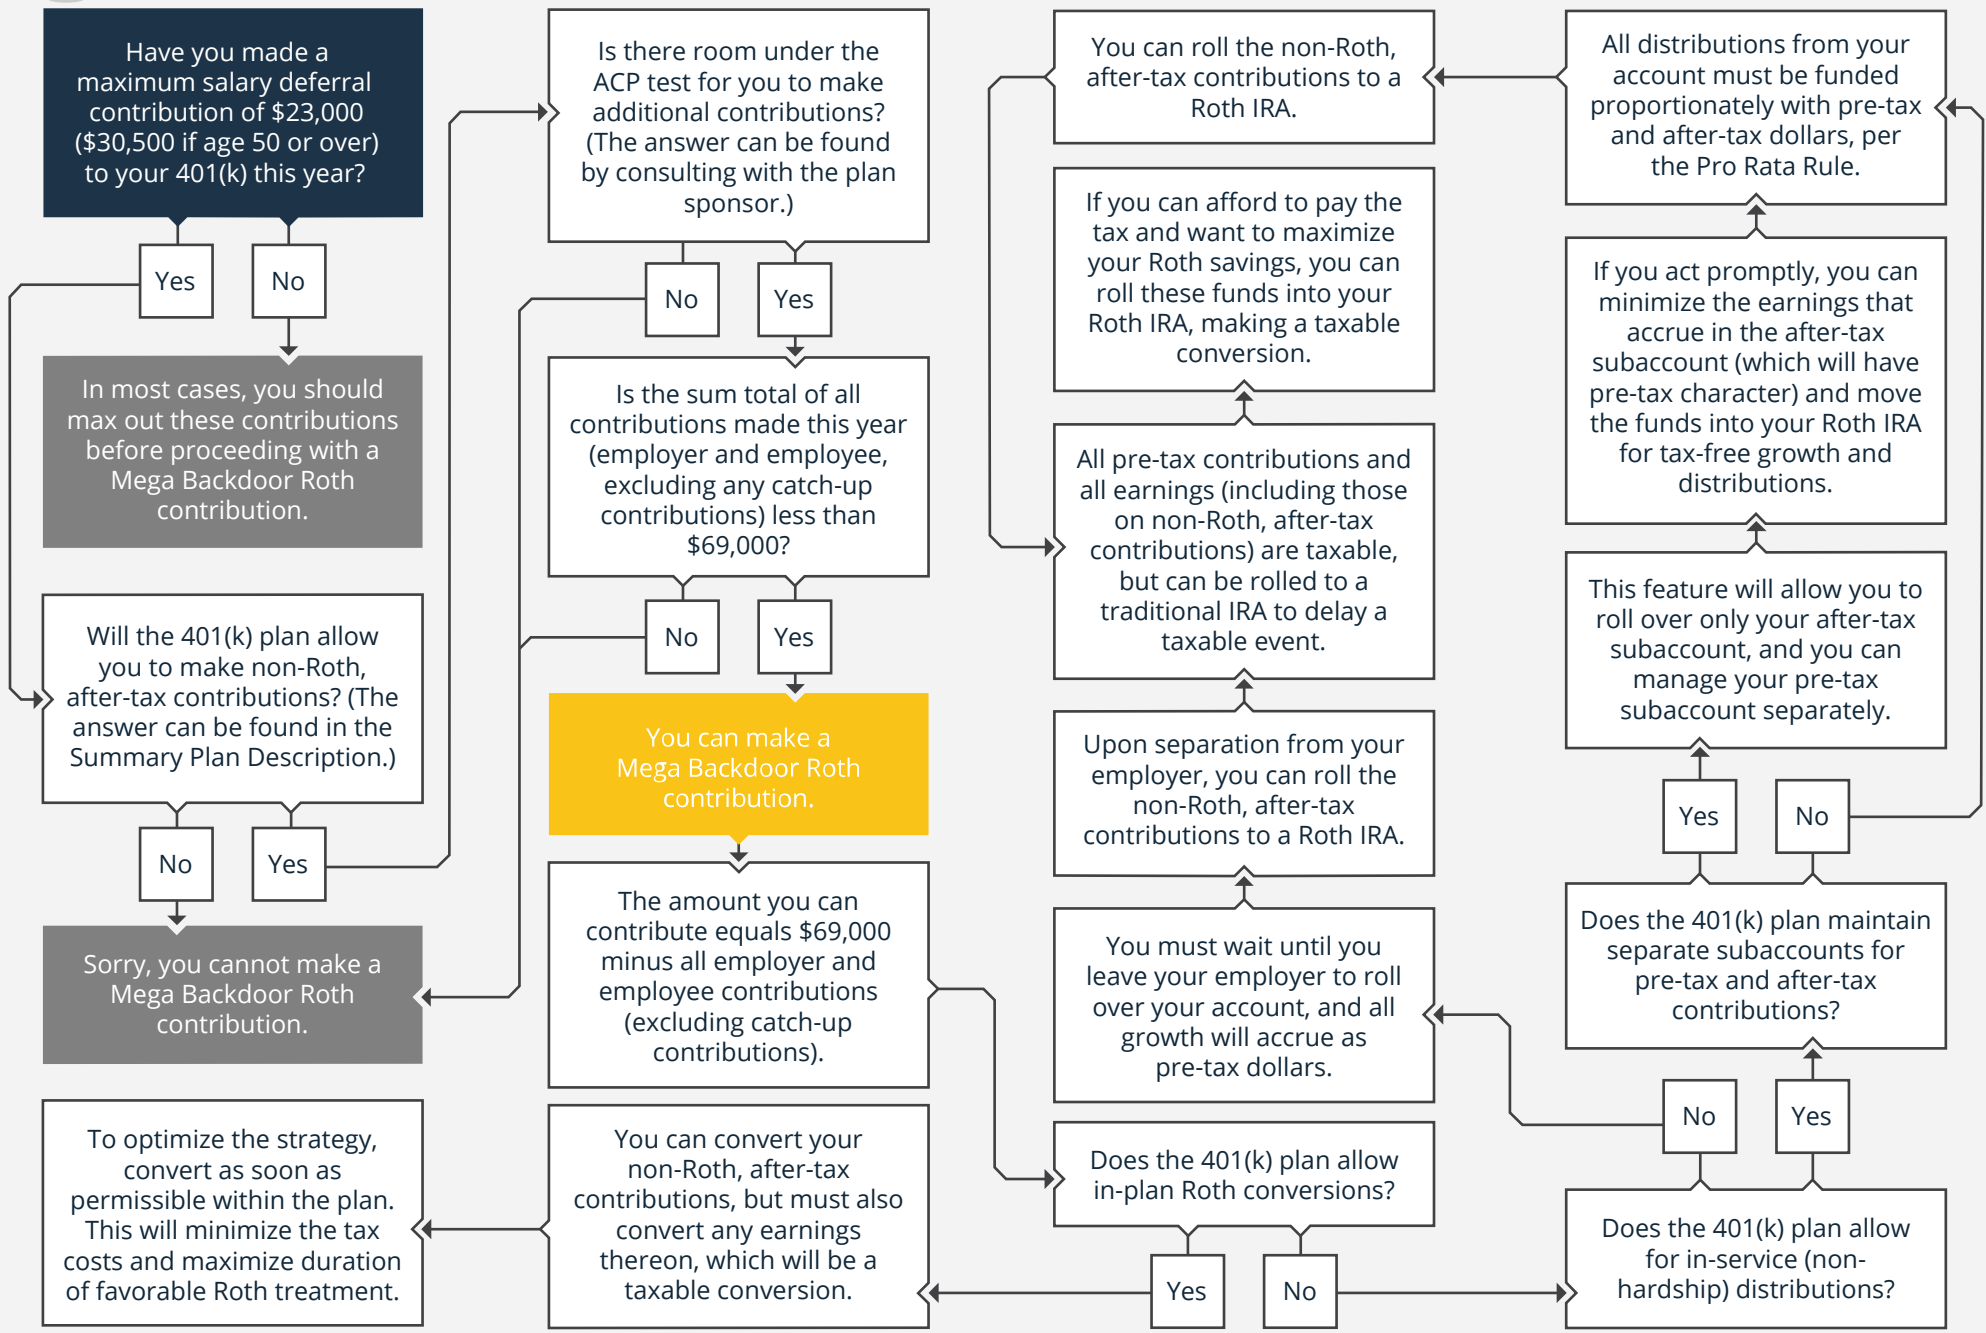 Have you made a
maximum salary deferral
contribution of $23,000
($30,500 if age 50 or over)
to your 401(k) this year?
Yes
No
In most cases, you should
max out these contributions
before proceeding with a
Mega Backdoor Roth
contribution.
Will the 401(k) plan allow
you to make non-Roth,
after-tax contributions? (The
answer can be found in the
Summary Plan Description.)
No
Yes
Sorry, you cannot make a
Mega Backdoor Roth
contribution.
Is there room under the
ACP test for you to make
additional contributions?
(The answer can be found
by consulting with the plan
sponsor.)
No
Yes
Is the sum total of all
contributions made this year
(employer and employee,
excluding any catch-up
contributions) less than
$69,000?
No
Yes
You can make a
Mega Backdoor Roth
contribution.
The amount you can
contribute equals $69,000
minus all employer and
employee contributions
(excluding catch-up
contributions).
Does the 401(k) plan allow
in-plan Roth conversions?
Yes
No
You can convert your
non-Roth, after-tax
contributions, but must also
convert any earnings
thereon, which will be a
taxable conversion.
To optimize the strategy,
convert as soon as
permissible within the plan.
This will minimize the tax
costs and maximize duration
of favorable Roth treatment.
Does the 401(k) plan allow
for in-service (non-
hardship) distributions?
No
Yes
You must wait until you
leave your employer to roll
over your account, and all
growth will accrue as
pre-tax dollars.
Upon separation from your
employer, you can roll the
non-Roth, after-tax
contributions to a Roth IRA.
Does the 401(k) plan maintain
separate subaccounts for
pre-tax and after-tax
contributions?
Yes
No
This feature will allow you to
roll over only your after-tax
subaccount, and you can
manage your pre-tax
subaccount separately.
If you act promptly, you can
minimize the earnings that
accrue in the after-tax
subaccount (which will have
pre-tax character) and move
the funds into your Roth IRA
for tax-free growth and
distributions.
All distributions from your
account must be funded
proportionately with pre-tax
and after-tax dollars, per
the Pro Rata Rule.
You can roll the non-Roth,
after-tax contributions to a
Roth IRA.
All pre-tax contributions and
all earnings (including those
on non-Roth, after-tax
contributions) are taxable,
but can be rolled to a
traditional IRA to delay a
taxable event.
If you can afford to pay the
tax and want to maximize
your Roth savings, you can
roll these funds into your
Roth IRA, making a taxable
conversion.